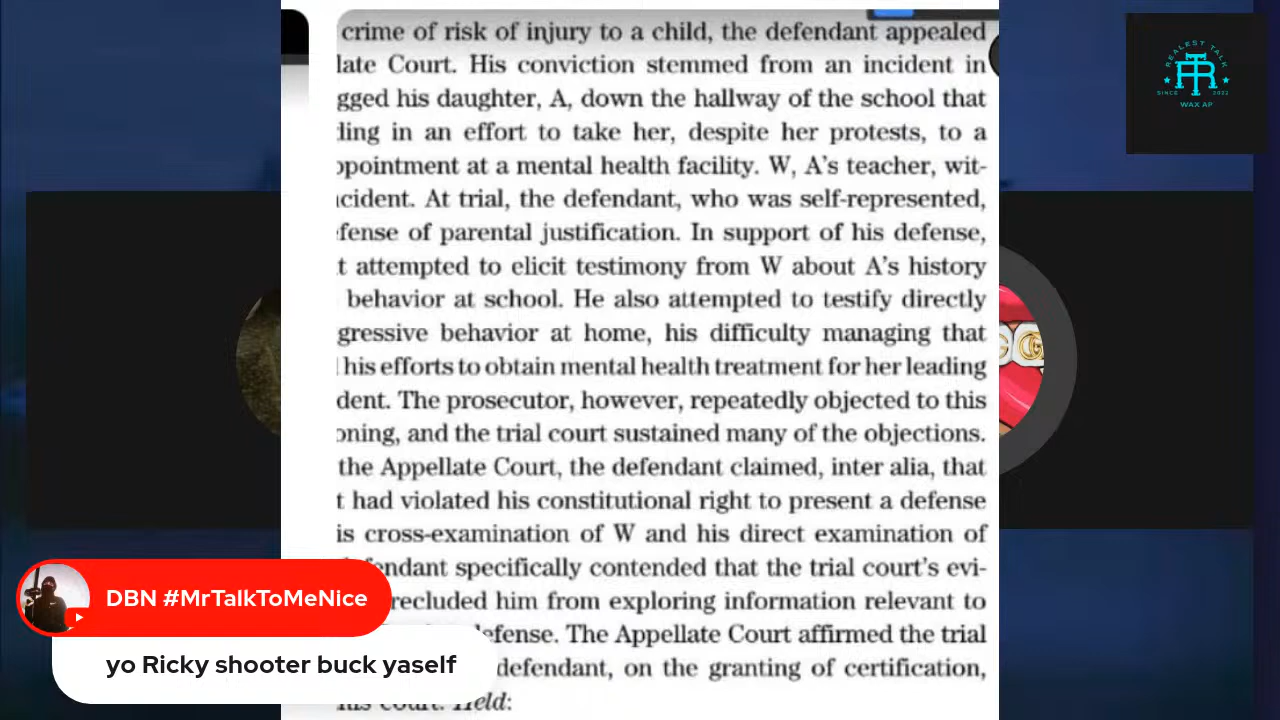 crime of risk of injury to a child, the defendant appealed
late Court. His conviction stemmed from an incident in
gged his daughter, A, down the hallway of the school that
ding in an effort to take her, despite her protests, to a
ppointment at a mental health facility. W, A's teacher, wit-
cident. At trial, the defendant, who was self-represented,
fense of parental justification. In support of his defense,
t attempted to elicit testimony from W about A's history
behavior at school. He also attempted to testify directly
gressive behavior at home, his difficulty managing that
his efforts to obtain mental health treatment for her leading
dent. The prosecutor, however, repeatedly objected to this
oning, and the trial court sustained many of the objections.
the Appellate Court, the defendant claimed, inter alia, that
t had violated his constitutional right to present a defense
is cross-examination of W and his direct examination of
fendant specifically contended that the trial court's evi-
recluded him from exploring information relevant to
efense. The Appellate Court affirmed the trial
defendant, on the granting of certification,
his court. Held:
DBN #MrTalkToMeNice
yo Ricky shooter buck yaself
REALEST TALK
SINCE 2022
WAX AP